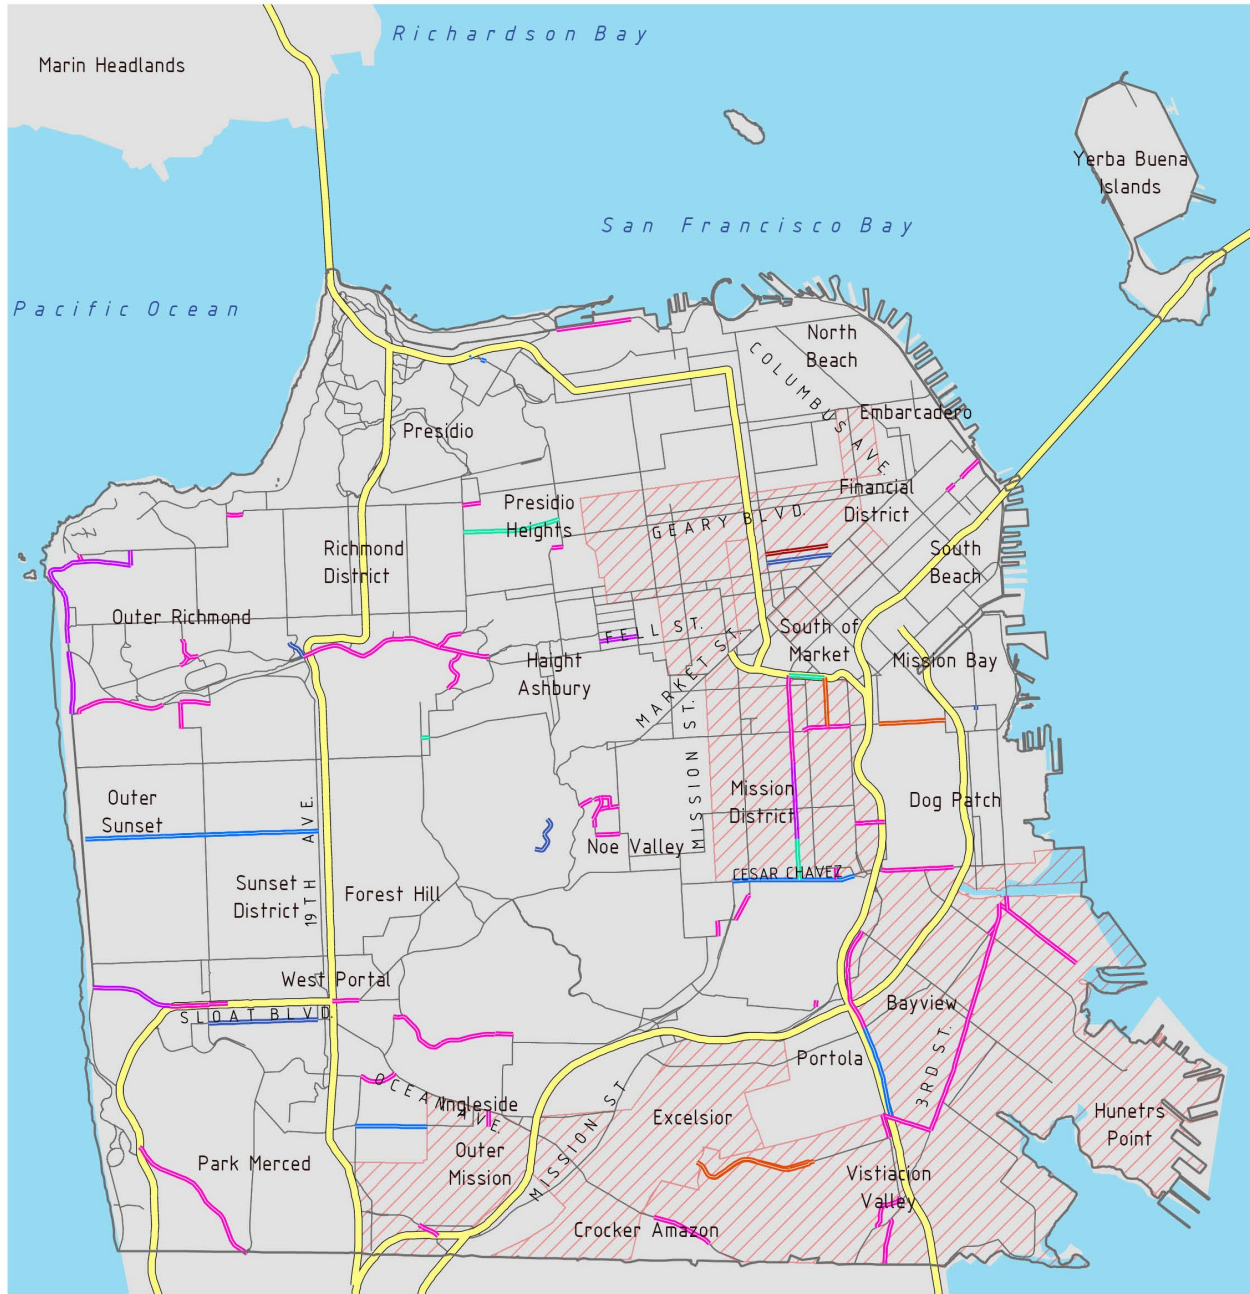 Richardson Bay
Marin Headlands
Yerba Buena
Islands
San Francisco Bay
Pacific Ocean
North
Beach
COLUMBUS AVE.
Embarcadero
Presidio
Presidio
Heights
Financial
District
GEARY BLVD.
Richmond
District
South
Beach
Outer Richmond
FELL ST.
South of
Market
MARKET ST.
Mission Bay
Haight
Ashbury
MISSION ST.
Outer
Sunset
19TH AVE.
Mission
District
Dog Patch
Noe Valley
CESAR CHAVEZ
Sunset
District
Forest Hill
West Portal
SLOAT BLVD.
Bayview
Portola
3RD ST.
OCEAN AVE.
Ingleside
MISSION ST
Excelsior
Hunetrs
Point
Outer
Mission
Park Merced
Vistiacion
Valley
Crocker Amazon